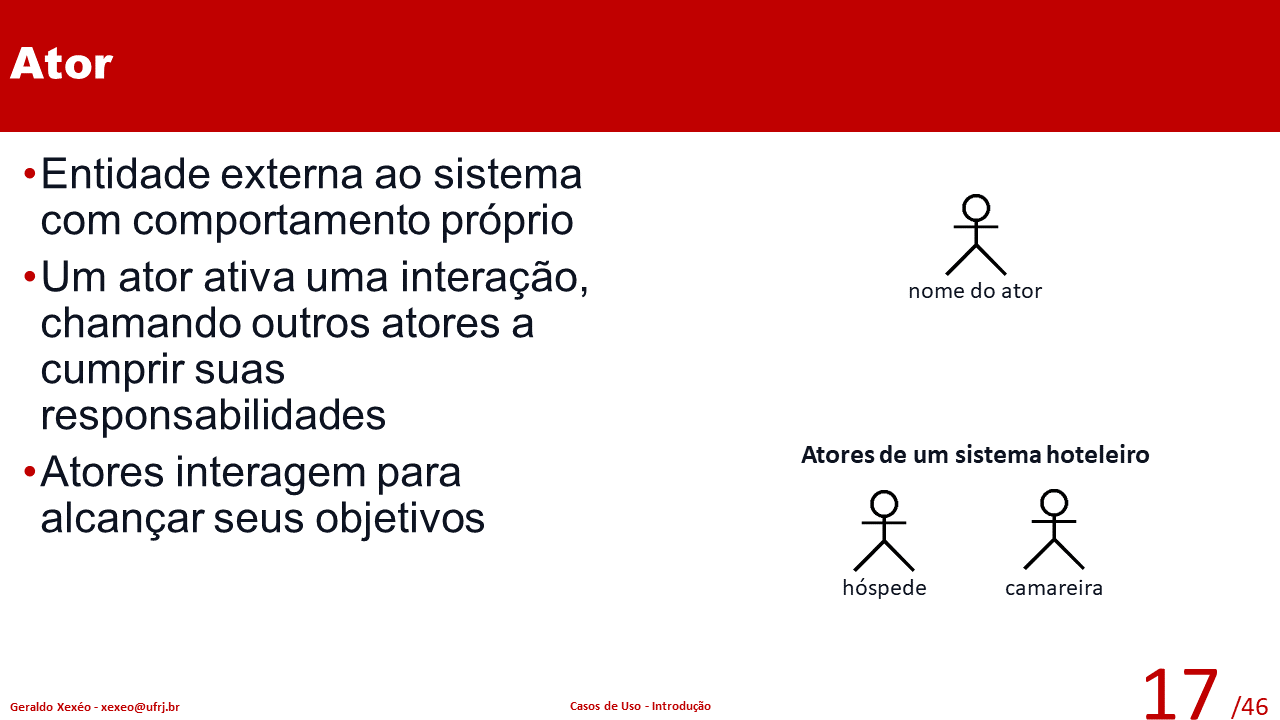 Ator
•Entidade externa ao sistema
com comportamento próprio
•Um ator ativa uma interação,
chamando outros atores a
cumprir suas
responsabilidades
•Atores interagem para
alcançar seus objetivos
nome do ator
Atores de um sistema hoteleiro
hóspede
camareira
Geraldo Xexéo - xexeo@ufrj.br
Casos de Uso - Introdução
17 /46